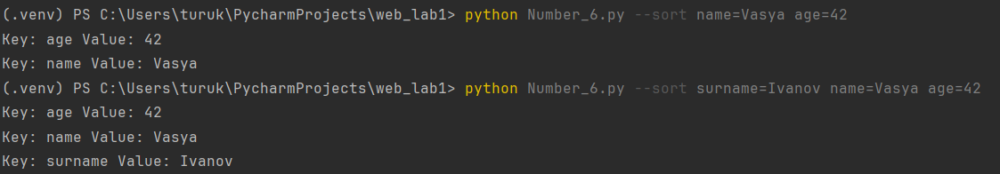 (.venv) PS C:\Users\turuk\PycharmProjects\web_lab1> python Number_6.py --sort name=Vasya age=42
Key: age Value: 42
Key: name Value: Vasya
(.venv) PS C:\Users\turuk\PycharmProjects\web_lab1> python Number_6.py --sort surname=Ivanov name=Vasya age=42
Key: age Value: 42
Key: name Value: Vasya
Key: surname Value: Ivanov